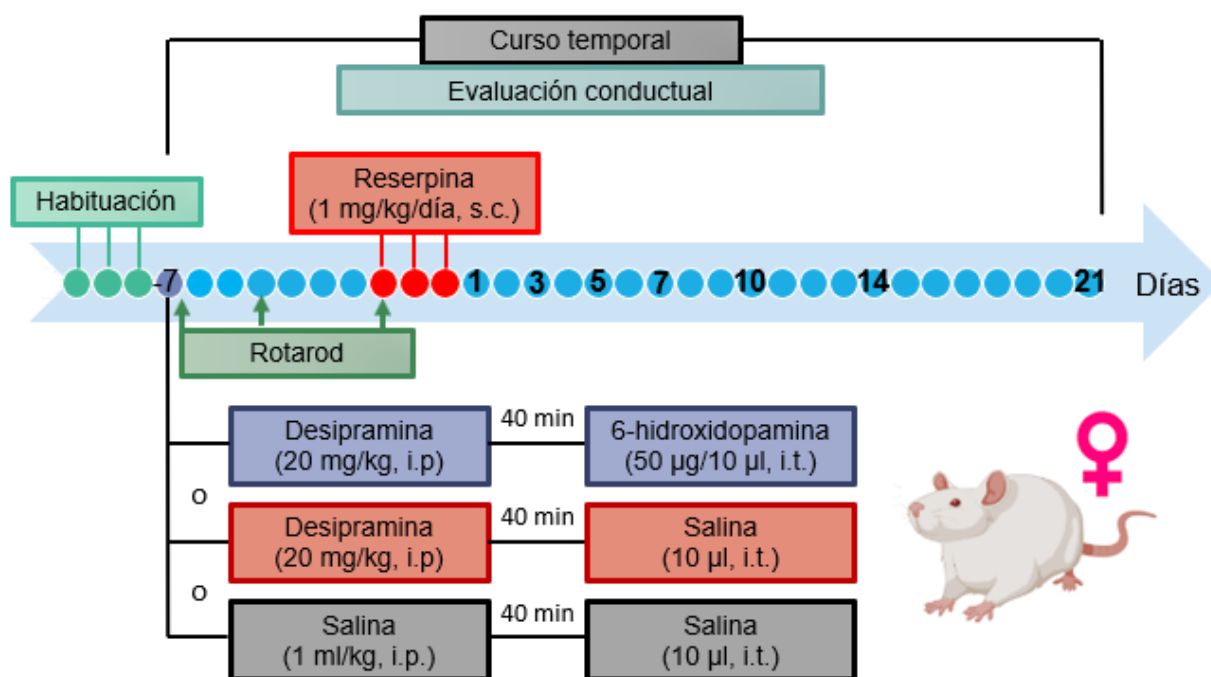 Curso temporal
Evaluación conductual
Habituación
Reserpina
(1 mg/kg/día, s.c.)
-7 1 3 5 7 10 14 21 Días
Rotarod
Desipramina
(20 mg/kg, i.p)
40 min
6-hidroxidopamina
(50 µg/10 µl, i.t.)
o
Desipramina
(20 mg/kg, i.p)
40 min
Salina
(10 µl, i.t.)
o
Salina
(1 ml/kg, i.p.)
40 min
Salina
(10 µl, i.t.)